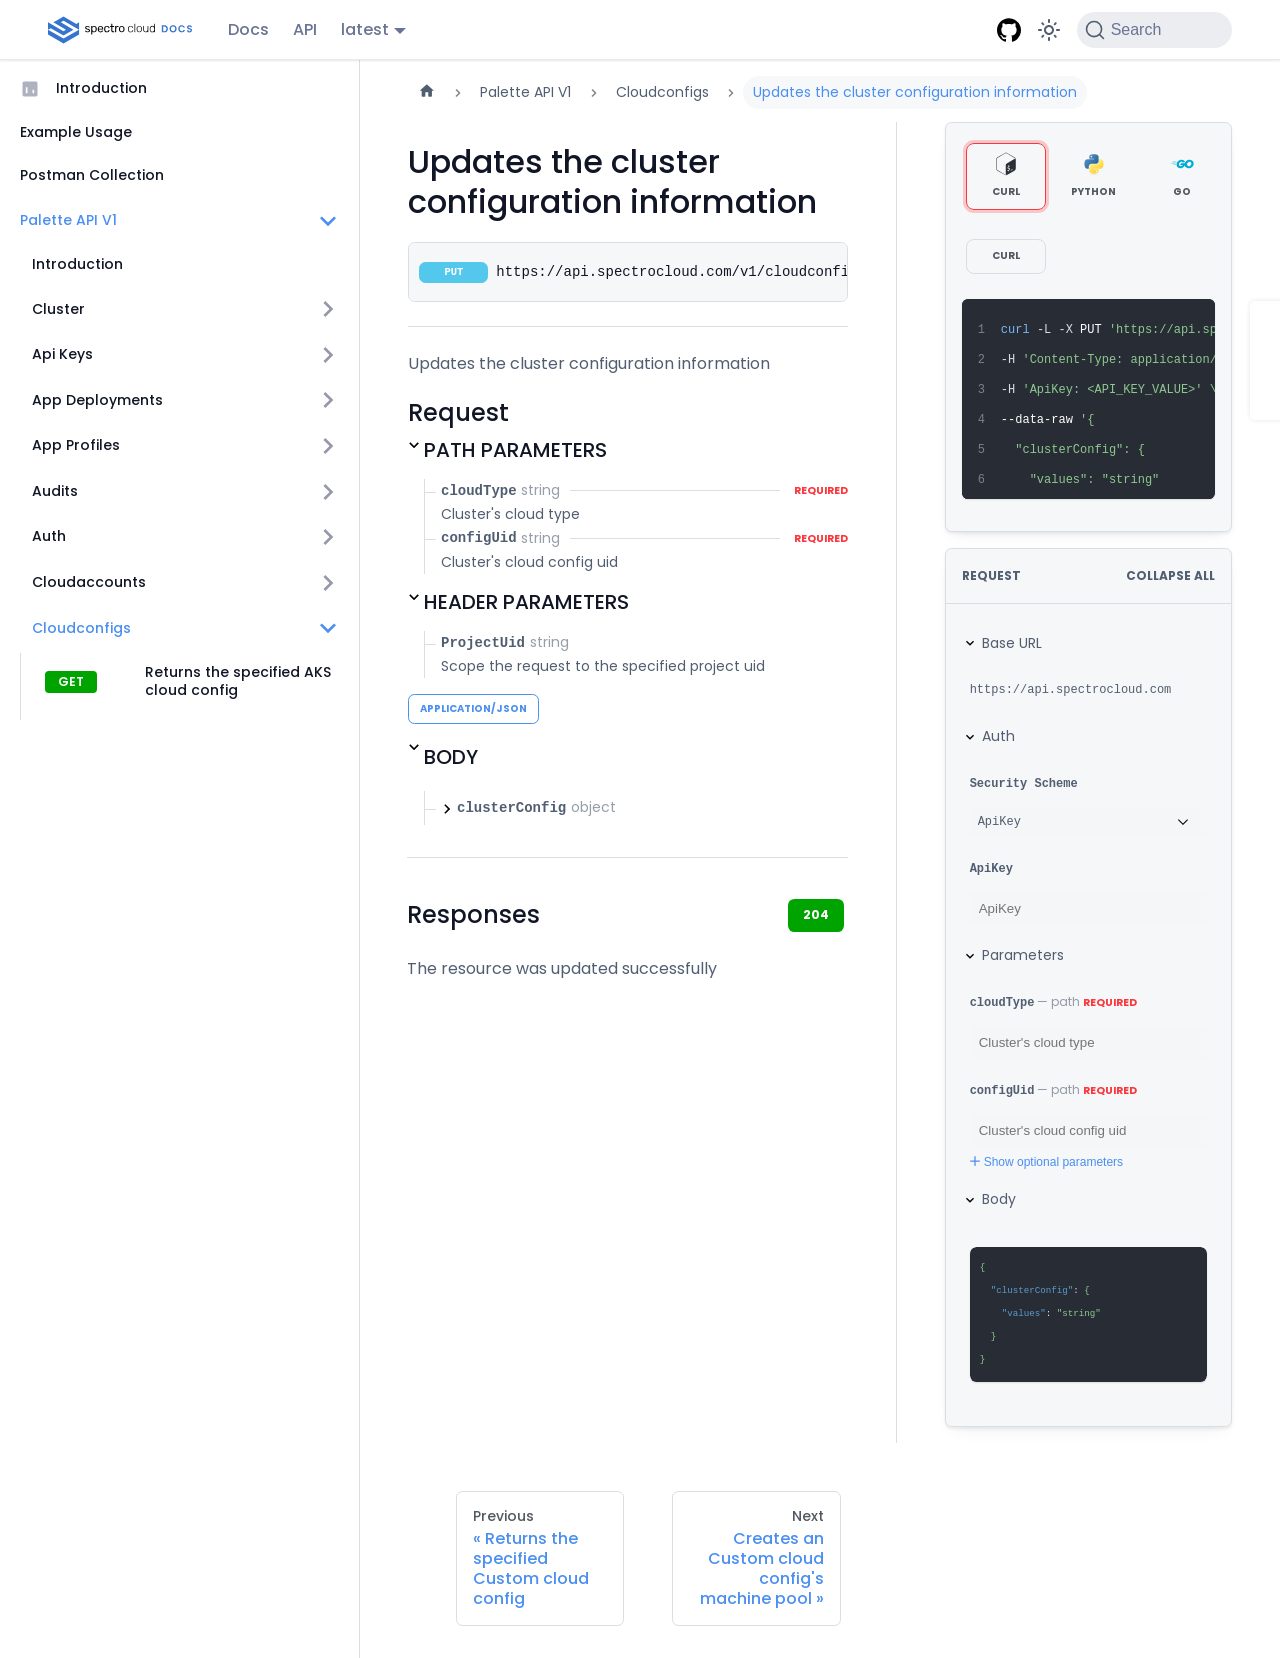 spectro cloud DOCS
Docs
API
latest
Search
Introduction
Example Usage
Postman Collection
Palette API V1
Introduction
Cluster
Api Keys
App Deployments
App Profiles
Audits
Auth
Cloudaccounts
Cloudconfigs
GET
Returns the specified AKS
cloud config
Palette API V1
Cloudconfigs
Updates the cluster configuration information
Updates the cluster
configuration information
PUT https://api.spectrocloud.com/v1/cloudconfi
Updates the cluster configuration information
Request
PATH PARAMETERS
cloudType string REQUIRED
Cluster's cloud type
configUid string REQUIRED
Cluster's cloud config uid
HEADER PARAMETERS
ProjectUid string
Scope the request to the specified project uid
APPLICATION/JSON
BODY
clusterConfig object
Responses
204
The resource was updated successfully
CURL
PYTHON
GO
CURL
1 curl -L -X PUT 'https://api.sp
2 -H 'Content-Type: application/
3 -H 'ApiKey: <API_KEY_VALUE>' \
4 --data-raw '{
5 "clusterConfig": {
6 "values": "string"
REQUEST
COLLAPSE ALL
Base URL
https://api.spectrocloud.com
Auth
Security Scheme
ApiKey
ApiKey
ApiKey
Parameters
cloudType — path REQUIRED
Cluster's cloud type
configUid — path REQUIRED
Cluster's cloud config uid
Show optional parameters
Body
{
"clusterConfig": {
"values": "string"
}
}
Previous
« Returns the
specified
Custom cloud
config
Next
Creates an
Custom cloud
config's
machine pool »